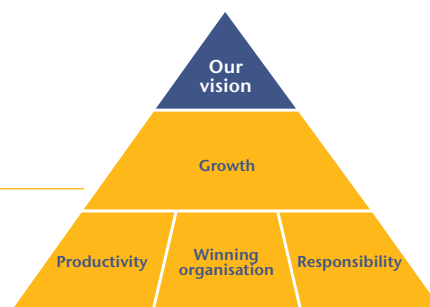 Our
vision
Growth
Productivity
Winning
organisation
Responsibility